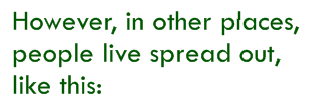 However, in other places,
people live spread out,
like this: